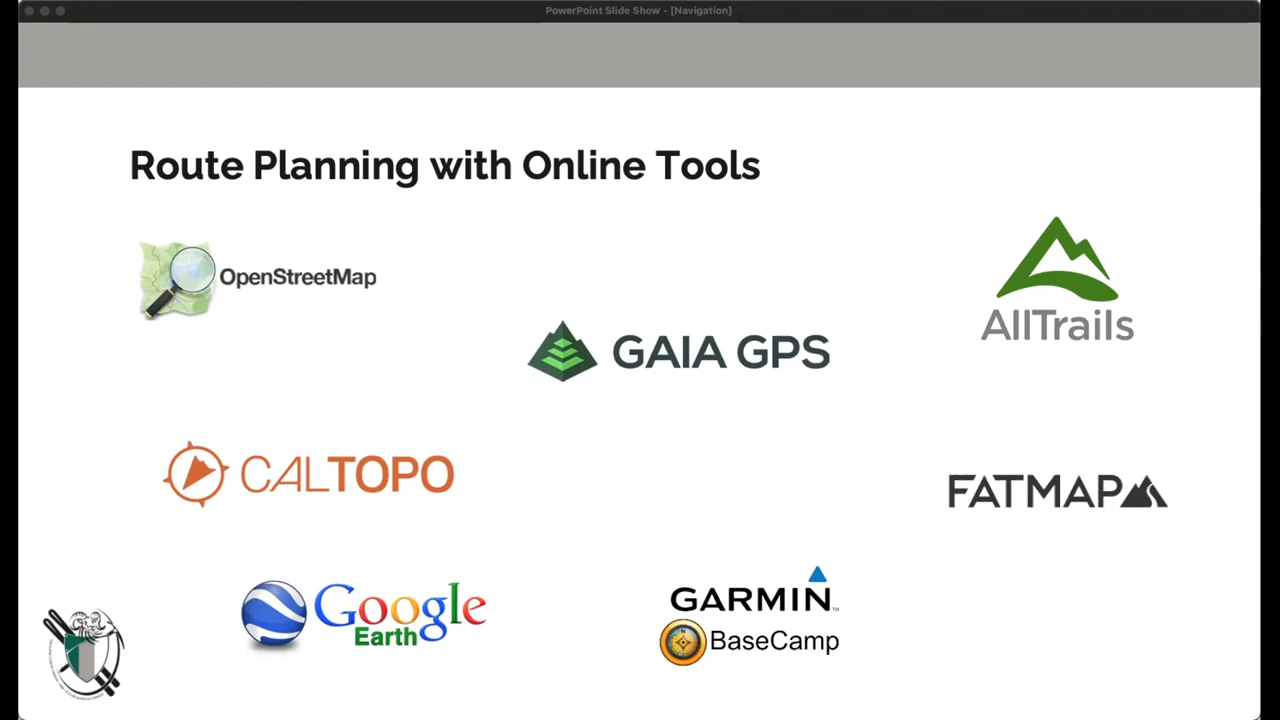 PowerPoint Slide Show - [Navigation]
Route Planning with Online Tools
OpenStreetMap
AllTrails
GAIA GPS
CALTOPO
FATMAP
Google
Earth
GARMIN
BaseCamp